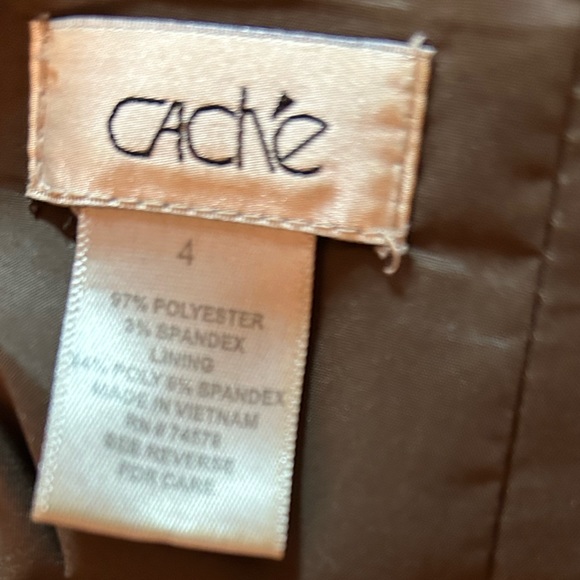 Caché
4
97% POLYESTER
3% SPANDEX
LINING
94% POLY 6% SPANDEX
MADE IN VIETNAM
RN # 74578
SEE REVERSE
FOR CARE